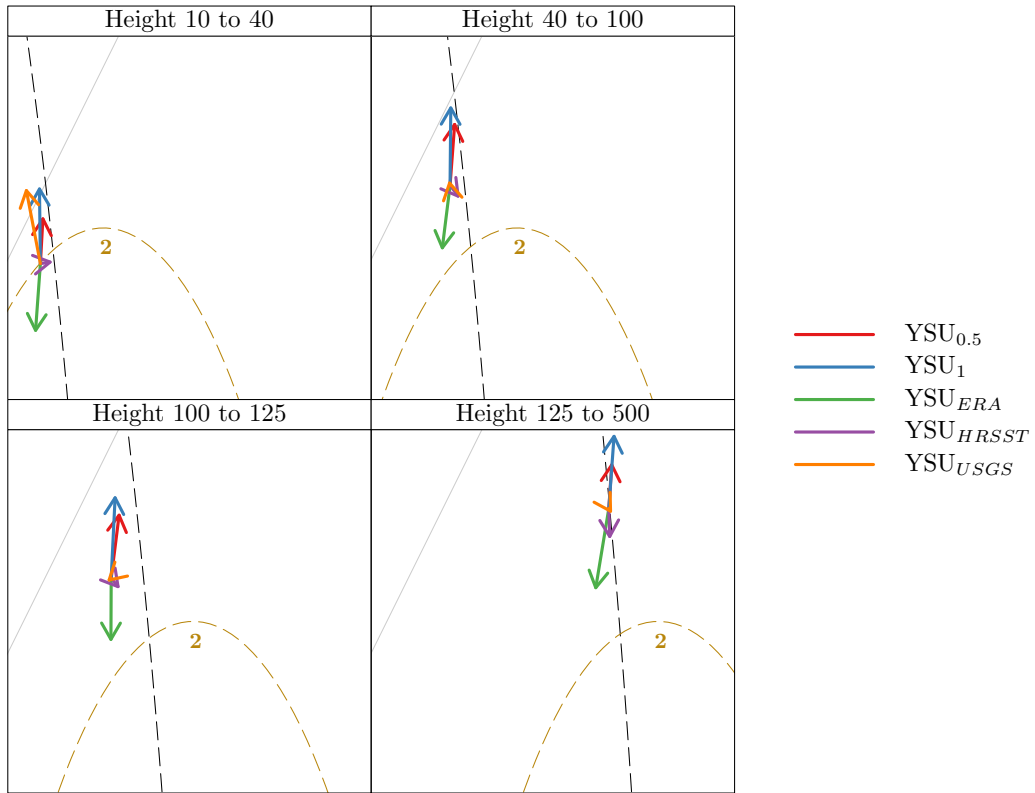 Height 10 to 40
Height 40 to 100
2
2
Height 100 to 125
Height 125 to 500
2
2
YSU0.5
YSU1
YSUERA
YSUHRSST
YSUUSGS